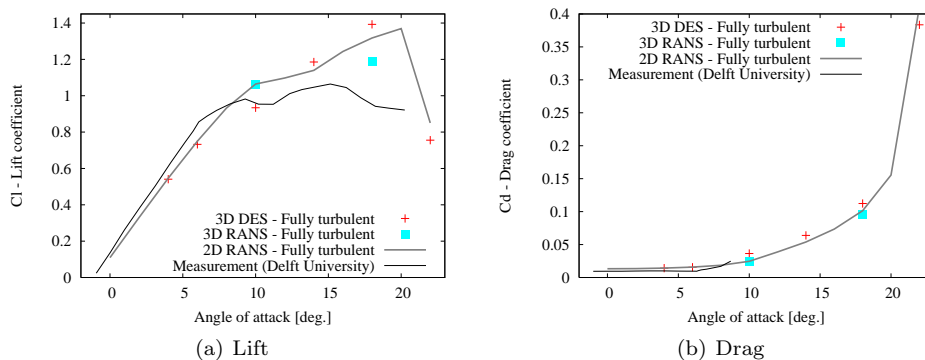 1.4
1.2
1
0.8
0.6
0.4
0.2
0
0
5
10
15
20
Cl - Lift coefficient
Angle of attack [deg.]
3D DES - Fully turbulent
3D RANS - Fully turbulent
2D RANS - Fully turbulent
Measurement (Delft University)
(a) Lift
0.4
0.35
0.3
0.25
0.2
0.15
0.1
0.05
0
0
5
10
15
20
Cd - Drag coefficient
Angle of attack [deg.]
3D DES - Fully turbulent
3D RANS - Fully turbulent
2D RANS - Fully turbulent
Measurement (Delft University)
(b) Drag